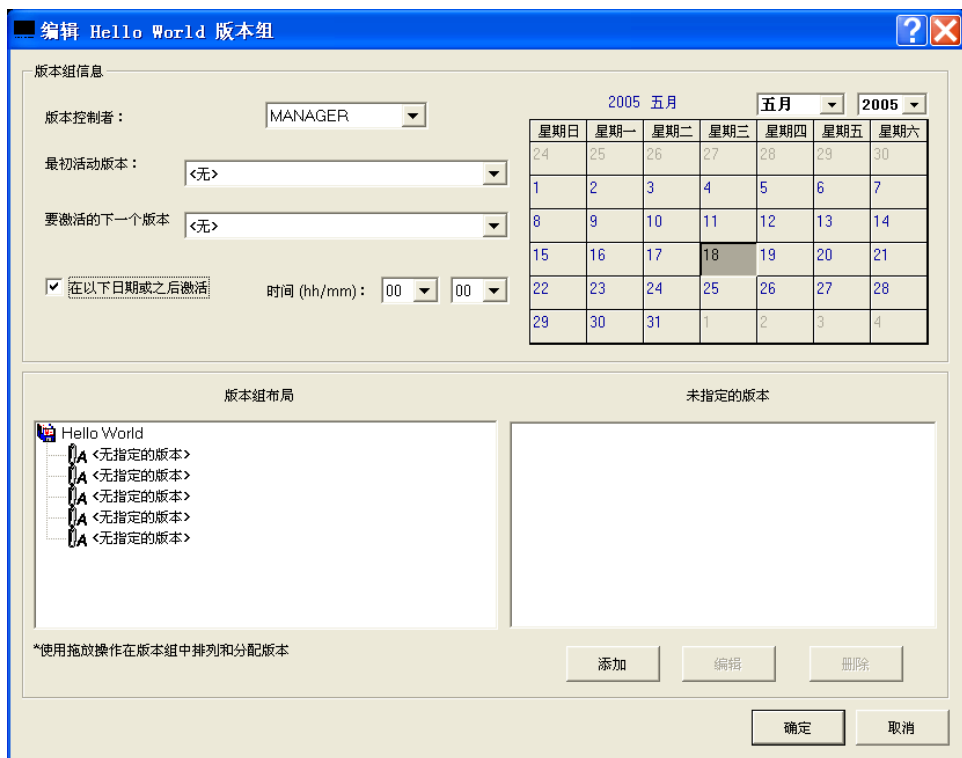 编辑 Hello World 版本组
版本组信息
版本控制者：
MANAGER
最初活动版本：
<无>
要激活的下一个版本
<无>
在以下日期或之后激活
时间 (hh/mm)：
00
00
2005 五月
五月
2005
星期日 星期一 星期二 星期三 星期四 星期五 星期六
24 25 26 27 28 29 30
1 2 3 4 5 6 7
8 9 10 11 12 13 14
15 16 17 18 19 20 21
22 23 24 25 26 27 28
29 30 31 1 2 3 4
版本组布局
Hello World
<无指定的版本>
<无指定的版本>
<无指定的版本>
<无指定的版本>
<无指定的版本>
*使用拖放操作在版本组中排列和分配版本
未指定的版本
添加
编辑
删除
确定
取消